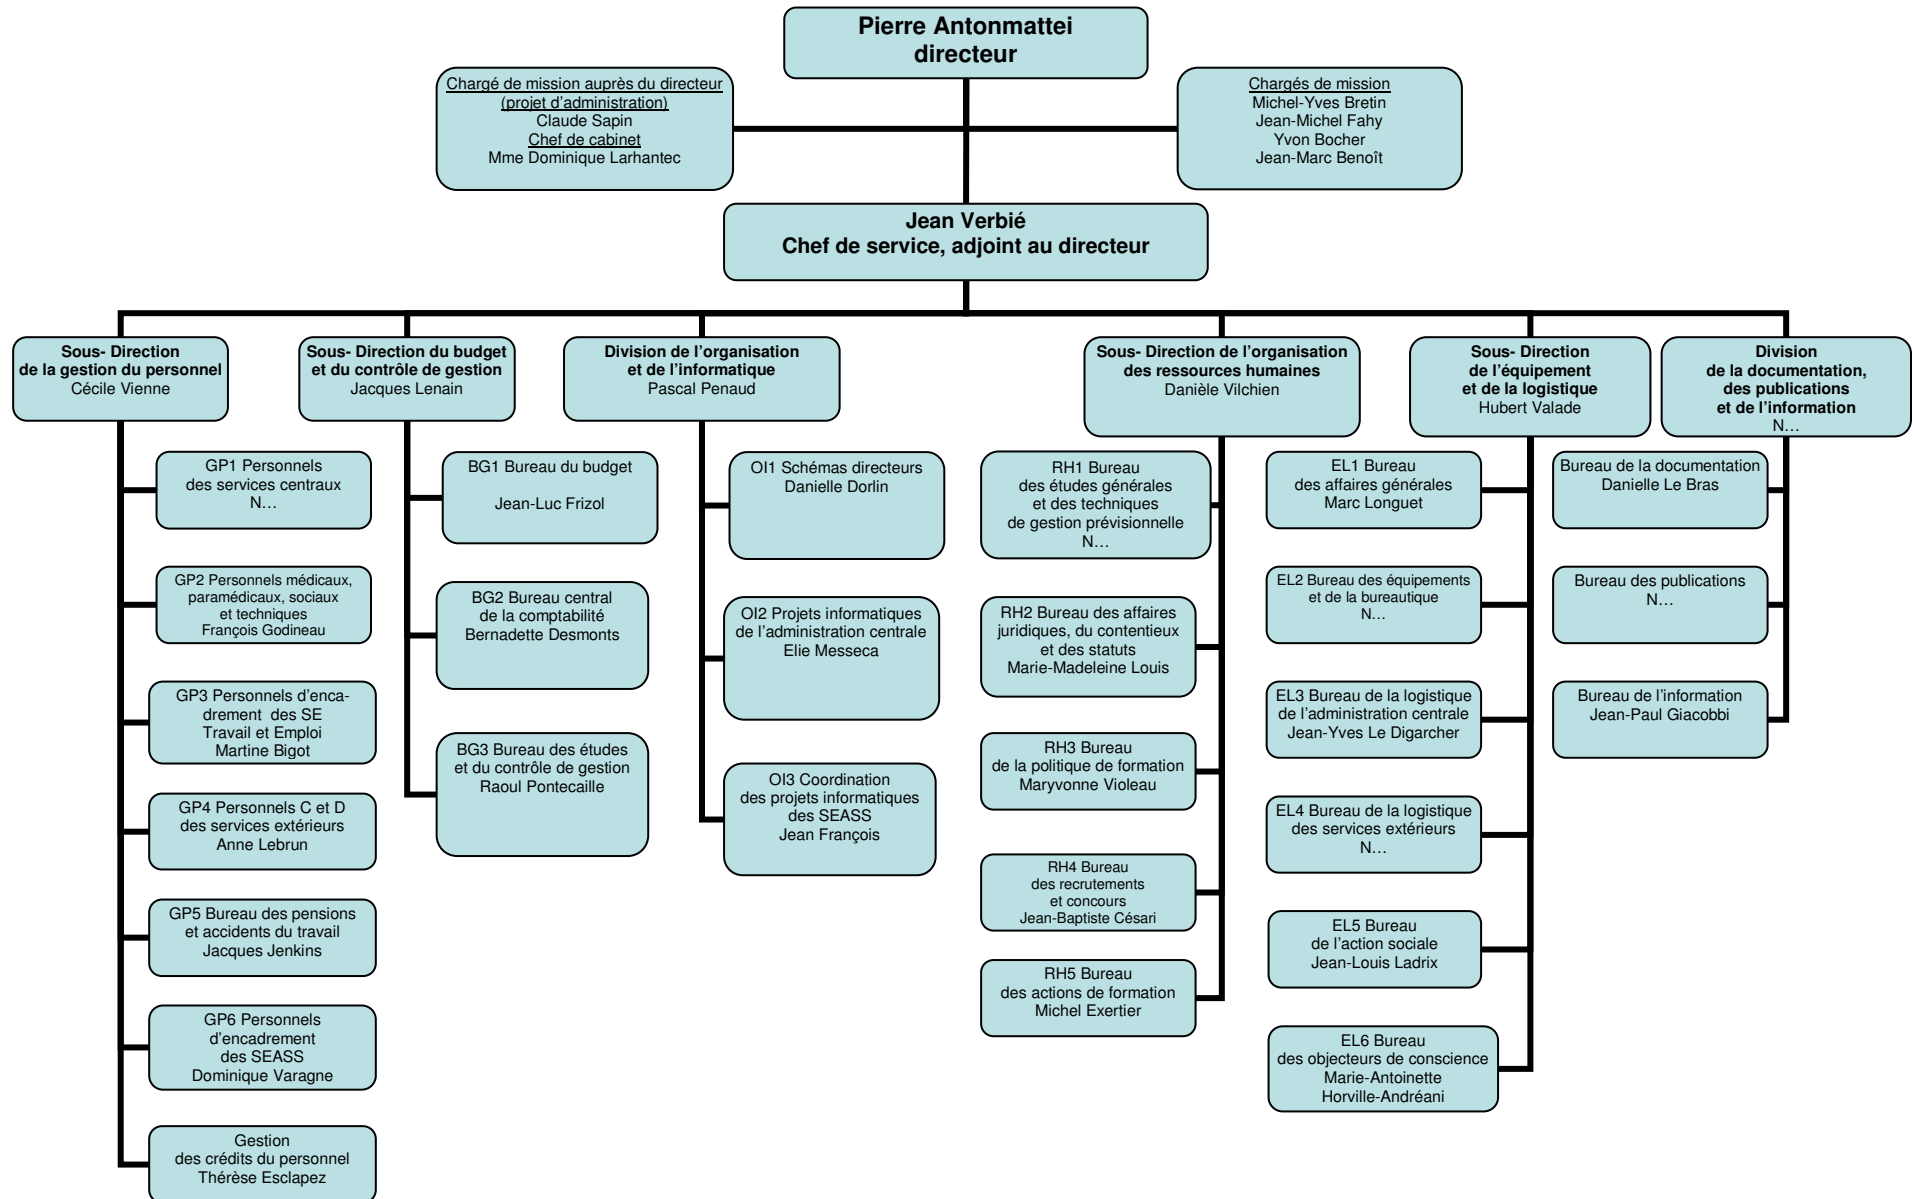 Pierre Antonmattei
directeur
Chargé de mission auprès du directeur
(projet d'administration)
Claude Sapin
Chef de cabinet
Mme Dominique Larhantec
Chargés de mission
Michel-Yves Bretin
Jean-Michel Fahy
Yvon Bocher
Jean-Marc Benoît
Jean Verbié
Chef de service, adjoint au directeur
Sous- Direction
de la gestion du personnel
Cécile Vienne
Sous- Direction du budget
et du contrôle de gestion
Jacques Lenain
Division de l'organisation
et de l'informatique
Pascal Penaud
Sous- Direction de l'organisation
des ressources humaines
Danièle Vilchien
Sous- Direction
de l'équipement
et de la logistique
Hubert Valade
Division
de la documentation,
des publications
et de l'information
N…
GP1 Personnels
des services centraux
N…
GP2 Personnels médicaux,
paramédicaux, sociaux
et techniques
François Godineau
GP3 Personnels d'enca-
drement  des SE
Travail et Emploi
Martine Bigot
GP4 Personnels C et D
des services extérieurs
Anne Lebrun
GP5 Bureau des pensions
et accidents du travail
Jacques Jenkins
GP6 Personnels
d'encadrement
des SEASS
Dominique Varagne
Gestion
des crédits du personnel
Thérèse Esclapez
BG1 Bureau du budget
Jean-Luc Frizol
BG2 Bureau central
de la comptabilité
Bernadette Desmonts
BG3 Bureau des études
et du contrôle de gestion
Raoul Pontecaille
OI1 Schémas directeurs
Danielle Dorlin
OI2 Projets informatiques
de l'administration centrale
Elie Messeca
OI3 Coordination
des projets informatiques
des SEASS
Jean François
RH1 Bureau
des études générales
et des techniques
de gestion prévisionnelle
N…
RH2 Bureau des affaires
juridiques, du contentieux
et des statuts
Marie-Madeleine Louis
RH3 Bureau
de la politique de formation
Maryvonne Violeau
RH4 Bureau
des recrutements
et concours
Jean-Baptiste Césari
RH5 Bureau
des actions de formation
Michel Exertier
EL1 Bureau
des affaires générales
Marc Longuet
EL2 Bureau des équipements
et de la bureautique
N…
EL3 Bureau de la logistique
de l'administration centrale
Jean-Yves Le Digarcher
EL4 Bureau de la logistique
des services extérieurs
N…
EL5 Bureau
de l'action sociale
Jean-Louis Ladrix
EL6 Bureau
des objecteurs de conscience
Marie-Antoinette
Horville-Andréani
Bureau de la documentation
Danielle Le Bras
Bureau des publications
N…
Bureau de l'information
Jean-Paul Giacobbi